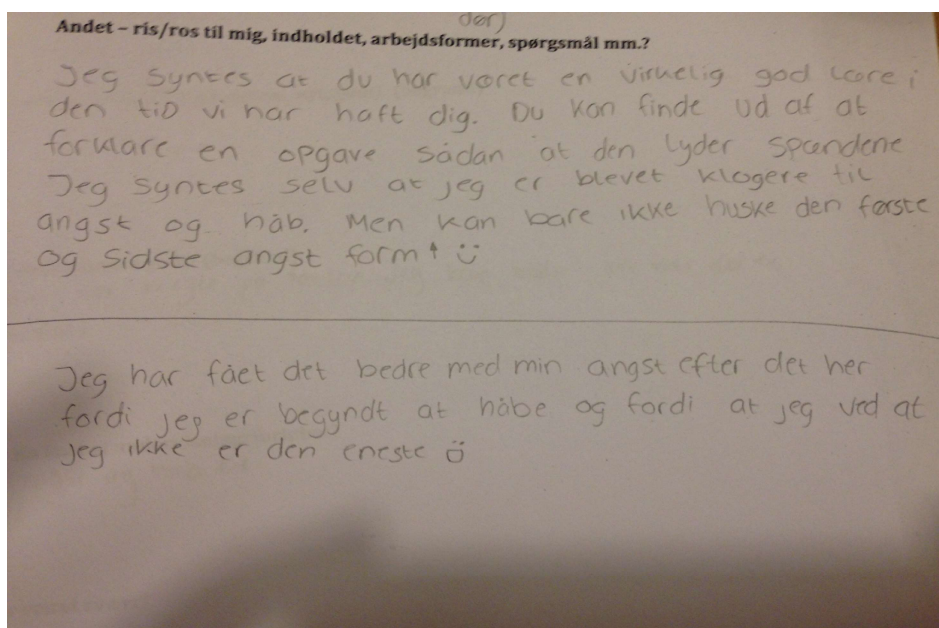 dør)
Andet – ris/ros til mig, indholdet, arbejdsformer, spørgsmål mm.?
Jeg syntes at du har været en virkelig god lære i
den tid vi har haft dig. Du kan finde ud af at
forklare en opgave sådan at den lyder spændene
Jeg syntes selv at jeg er blevet klogere til
angst og håb. Men kan bare ikke huske den første
og sidste angst form ü
Jeg har fået det bedre med min angst efter det her
fordi jeg er begyndt at håbe og fordi at jeg ved at
jeg ikke er den eneste ü